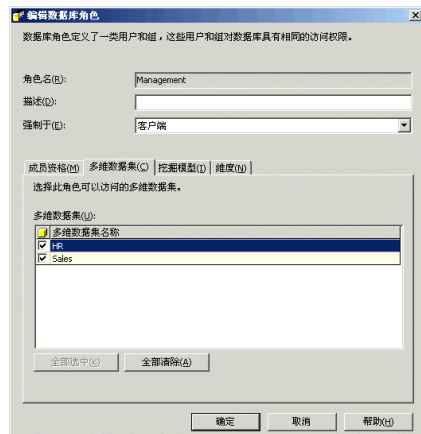 编辑数据库角色
数据库角色定义了一类用户和组，这些用户和组对数据库具有相同的访问权限。
角色名(R): Management
描述(D):
强制于(E): 客户端
成员资格(M) 多维数据集(C) 挖掘模型(I) 维度(N)
选择此角色可以访问的多维数据集。
多维数据集(U):
多维数据集名称
HR
Sales
全部选中(K) 全部清除(A)
确定 取消 帮助(H)